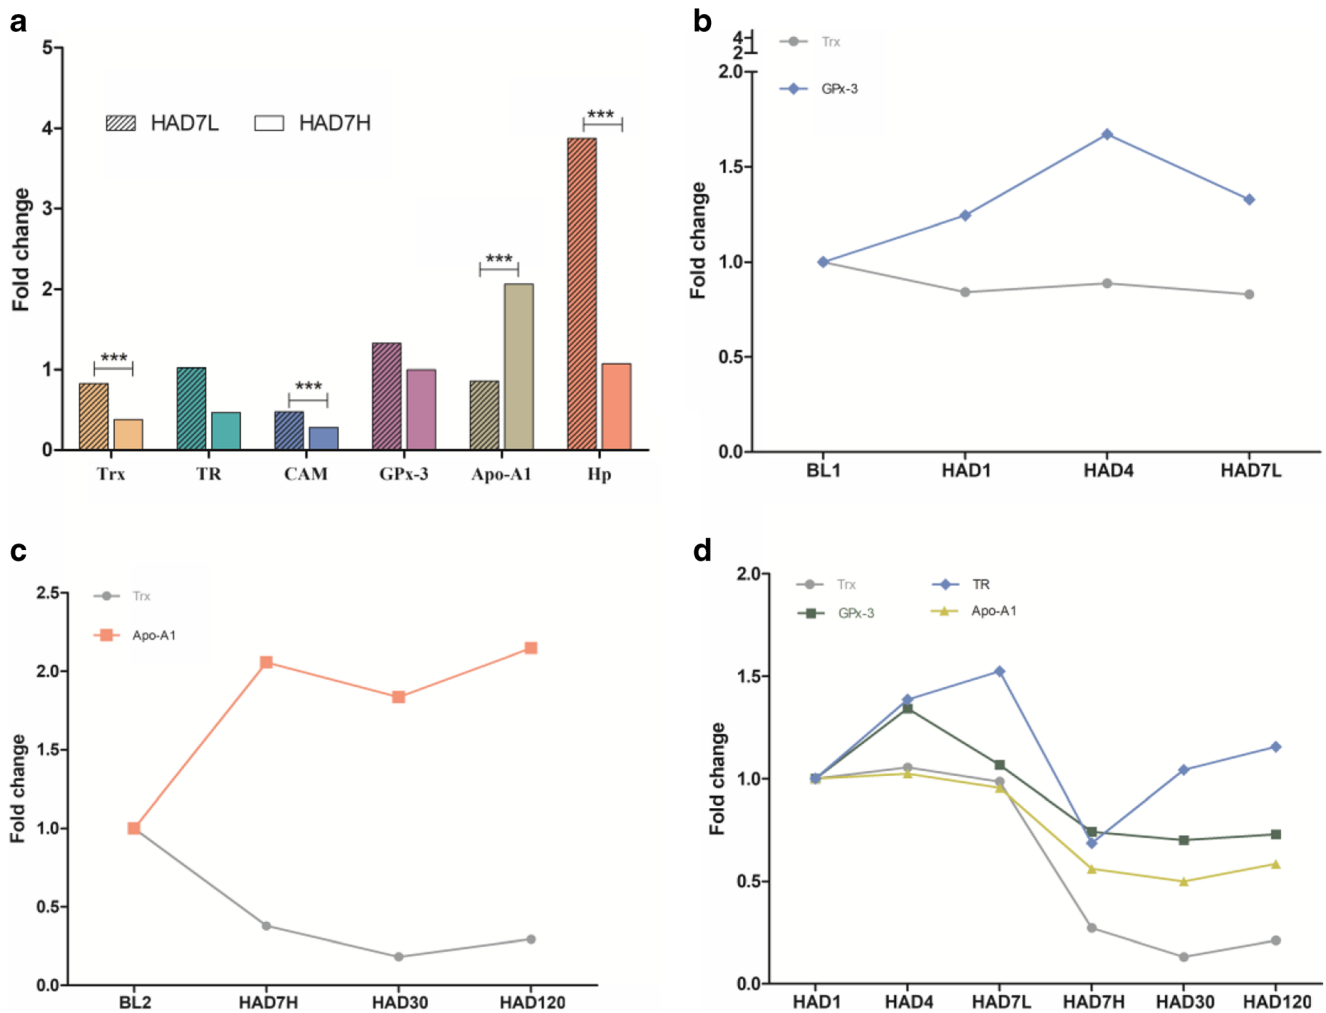 a
5
4
3
2
1
0
Fold change
HAD7L HAD7H
*** *** *** ***
Trx TR CAM GPx-3 Apo-A1 Hp
b
4
2
2.0
1.5
1.0
0.5
0.0
Fold change
Trx
GPx-3
BL1 HAD1 HAD4 HAD7L
c
2.5
2.0
1.5
1.0
0.5
0.0
Fold change
Trx
Apo-A1
BL2 HAD7H HAD30 HAD120
d
2.0
1.5
1.0
0.5
0.0
Fold change
Trx TR
GPx-3 Apo-A1
HAD1 HAD4 HAD7L HAD7H HAD30 HAD120